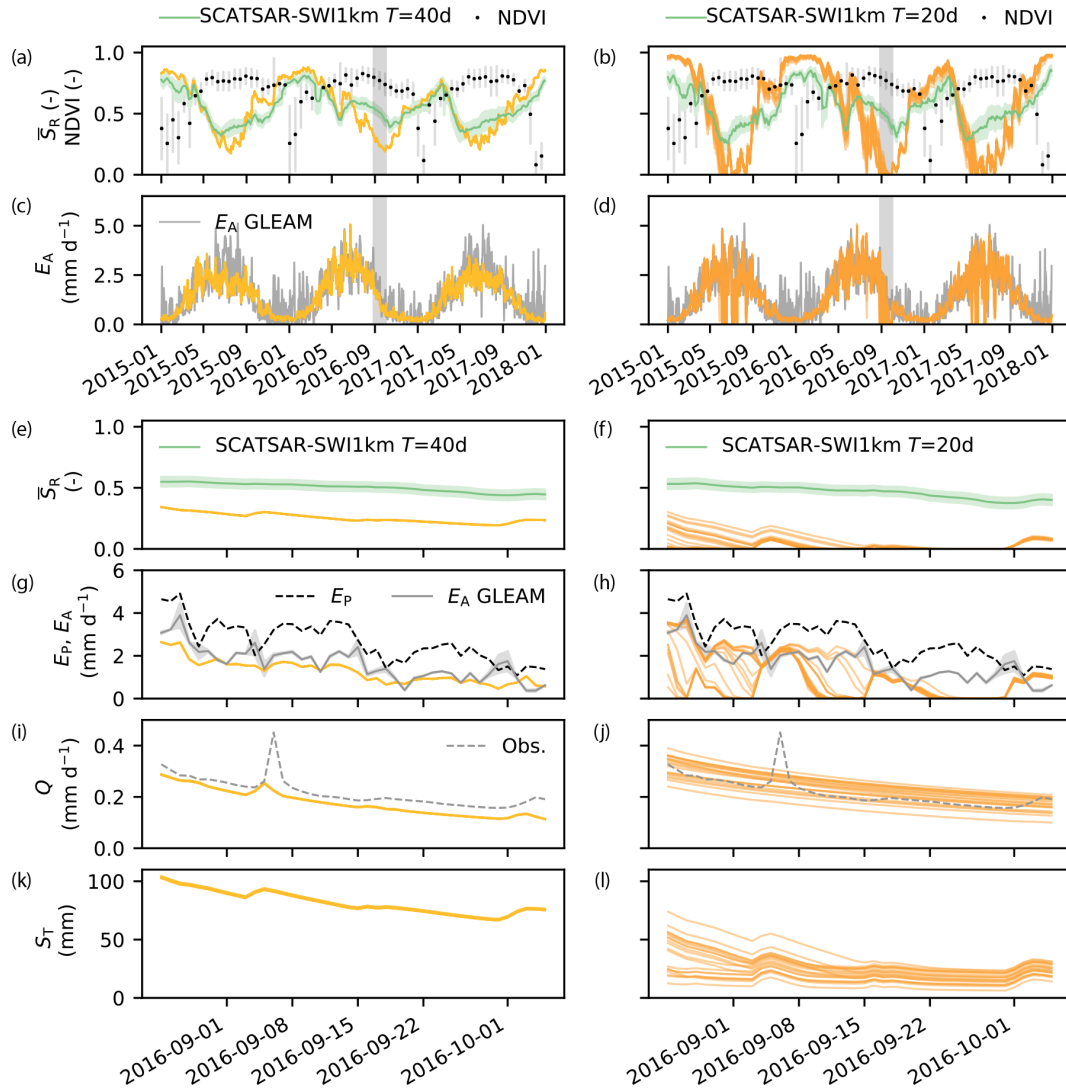 SCATSAR-SWI1km T=40d NDVI
SCATSAR-SWI1km T=20d NDVI
(a)
1.0
0.5
0.0
S̅R (-)
NDVI (-)
(b)
(c)
5.0
2.5
0.0
EA
(mm d⁻¹)
EA GLEAM
(d)
2015-01
2015-05
2015-09
2016-01
2016-05
2016-09
2017-01
2017-05
2017-09
2018-01
2015-01
2015-05
2015-09
2016-01
2016-05
2016-09
2017-01
2017-05
2017-09
2018-01
(e)
1.0
0.5
0.0
S̅R
(-)
SCATSAR-SWI1km T=40d
(f)
SCATSAR-SWI1km T=20d
(g)
6
4
2
0
EP, EA
(mm d⁻¹)
EP EA GLEAM
(h)
(i)
0.4
0.2
0.0
Q
(mm d⁻¹)
Obs.
(j)
(k)
100
50
0
ST
(mm)
(l)
2016-09-01
2016-09-08
2016-09-15
2016-09-22
2016-10-01
2016-09-01
2016-09-08
2016-09-15
2016-09-22
2016-10-01